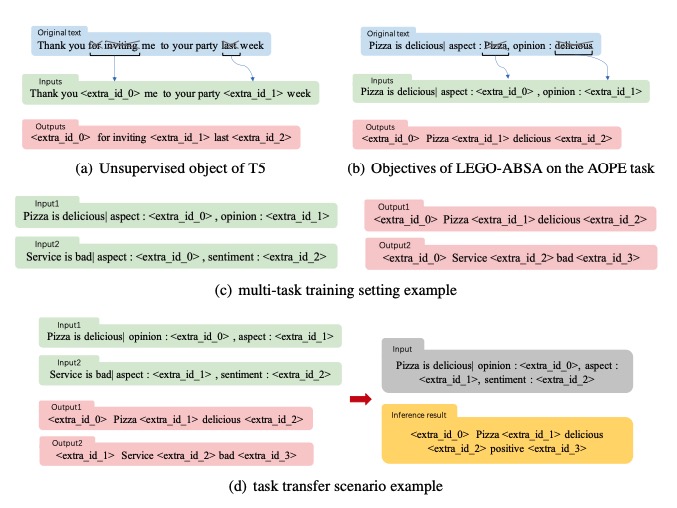 Original text
Thank you for inviting me to your party last week
Inputs
Thank you <extra_id_0> me to your party <extra_id_1> week
Outputs
<extra_id_0> for inviting <extra_id_1> last <extra_id_2>
(a) Unsupervised object of T5
Original text
Pizza is delicious| aspect : Pizza, opinion : delicious
Inputs
Pizza is delicious| aspect : <extra_id_0> , opinion : <extra_id_1>
Outputs
<extra_id_0> Pizza <extra_id_1> delicious <extra_id_2>
(b) Objectives of LEGO-ABSA on the AOPE task
Input1
Pizza is delicious| aspect : <extra_id_0> , opinion : <extra_id_1>
Input2
Service is bad| aspect : <extra_id_0> , sentiment : <extra_id_2>
Output1
<extra_id_0> Pizza <extra_id_1> delicious <extra_id_2>
Output2
<extra_id_0> Service <extra_id_2> bad <extra_id_3>
(c) multi-task training setting example
Input1
Pizza is delicious| opinion : <extra_id_0> , aspect : <extra_id_1>
Input2
Service is bad| aspect : <extra_id_1> , sentiment : <extra_id_2>
Output1
<extra_id_0> Pizza <extra_id_1> delicious <extra_id_2>
Output2
<extra_id_1> Service <extra_id_2> bad <extra_id_3>
Input
Pizza is delicious| opinion : <extra_id_0>, aspect :
<extra_id_1>, sentiment : <extra_id_2>
Inference result
<extra_id_0> Pizza <extra_id_1> delicious
<extra_id_2> positive <extra_id_3>
(d) task transfer scenario example